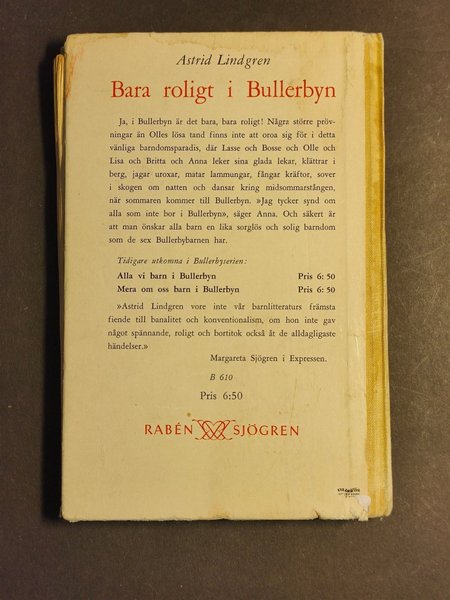 Astrid Lindgren
Bara roligt i Bullerbyn
Ja, i Bullerbyn är det bara, bara roligt! Några större pröv-
ningar än Olles lösa tand finns inte att oroa sig för i detta
vänliga barndomsparadis, där Lasse och Bosse och Olle och
Lisa och Britta och Anna leker sina glada lekar, klättrar i
berg, jagar uroxar, matar lammungar, fångar kräftor, sover
i skogen om natten och dansar kring midsommarstången,
när sommaren kommer till Bullerbyn. »Jag tycker synd om
alla som inte bor i Bullerbyn», säger Anna. Och säkert är
att man önskar alla barn en lika sorglös och solig barndom
som de sex Bullerbybarnen har.
Tidigare utkomna i Bullerbyserien:
Alla vi barn i Bullerbyn Pris 6: 50
Mera om oss barn i Bullerbyn Pris 6: 50
»Astrid Lindgren vore inte vår barnlitteraturs främsta
fiende till banalitet och konventionalism, om hon inte gav
något spännande, roligt och bortitok också åt de alldagligaste
händelser.»
Margareta Sjögren i Expressen.
B 610
Pris 6:50
RABÉN SJÖGREN